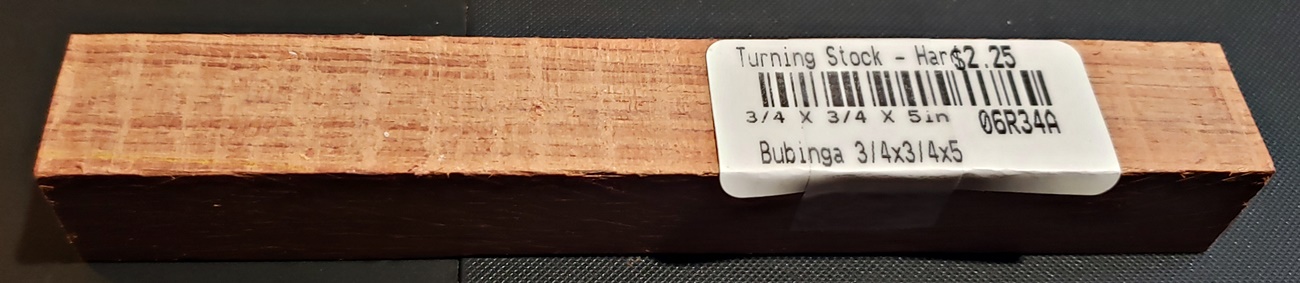 Turning Stock - Har$2.25
3/4 X 3/4 X 5in
06R34A
Bubinga 3/4x3/4x5